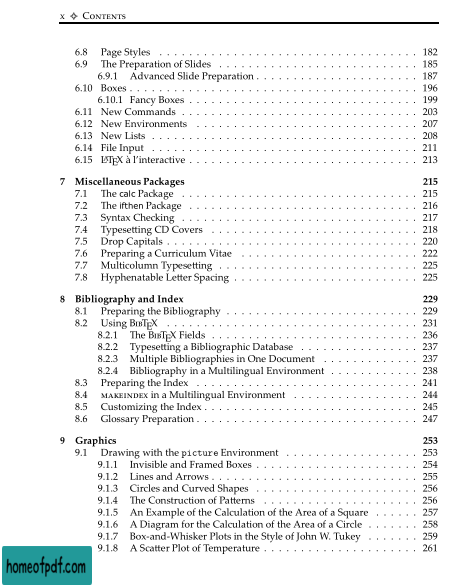 x ❖ Contents
6.8 Page Styles . . . . . . . . . . 182
6.9 The Preparation of Slides . . . . . . . . . . 185
6.9.1 Advanced Slide Preparation . . . . . . . . . . 187
6.10 Boxes . . . . . . . . . . 196
6.10.1 Fancy Boxes . . . . . . . . . . 199
6.11 New Commands . . . . . . . . . . 203
6.12 New Environments . . . . . . . . . . 207
6.13 New Lists . . . . . . . . . . 208
6.14 File Input . . . . . . . . . . 211
6.15 LATEX à l'interactive . . . . . . . . . . 213
7 Miscellaneous Packages 215
7.1 The calc Package . . . . . . . . . . 215
7.2 The ifthen Package . . . . . . . . . . 216
7.3 Syntax Checking . . . . . . . . . . 217
7.4 Typesetting CD Covers . . . . . . . . . . 218
7.5 Drop Capitals . . . . . . . . . . 220
7.6 Preparing a Curriculum Vitae . . . . . . . . . . 222
7.7 Multicolumn Typesetting . . . . . . . . . . 225
7.8 Hyphenatable Letter Spacing . . . . . . . . . . 225
8 Bibliography and Index 229
8.1 Preparing the Bibliography . . . . . . . . . . 229
8.2 Using BIBTEX . . . . . . . . . . 231
8.2.1 The BIBTEX Fields . . . . . . . . . . 236
8.2.2 Typesetting a Bibliographic Database . . . . . . . . . . 237
8.2.3 Multiple Bibliographies in One Document . . . . . . . . . . 237
8.2.4 Bibliography in a Multilingual Environment . . . . . . . . . . 238
8.3 Preparing the Index . . . . . . . . . . 241
8.4 MAKEINDEX in a Multilingual Environment . . . . . . . . . . 244
8.5 Customizing the Index . . . . . . . . . . 245
8.6 Glossary Preparation . . . . . . . . . . 247
9 Graphics 253
9.1 Drawing with the picture Environment . . . . . . . . . . 253
9.1.1 Invisible and Framed Boxes . . . . . . . . . . 254
9.1.2 Lines and Arrows . . . . . . . . . . 255
9.1.3 Circles and Curved Shapes . . . . . . . . . . 256
9.1.4 The Construction of Patterns . . . . . . . . . . 256
9.1.5 An Example of the Calculation of the Area of a Square . . . . 257
9.1.6 A Diagram for the Calculation of the Area of a Circle . . . . . 258
9.1.7 Box-and-Whisker Plots in the Style of John W. Tukey . . . . . 259
9.1.8 A Scatter Plot of Temperature . . . . . . . . . . 261
homeofpdf.com